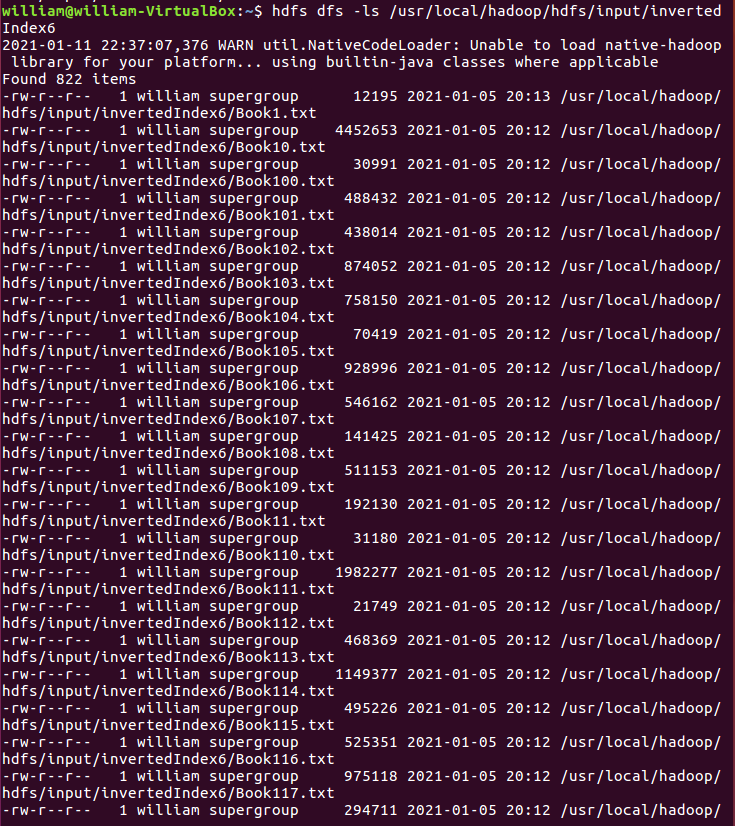 william@william-VirtualBox:~$ hdfs dfs -ls /usr/local/hadoop/hdfs/input/inverted
Index6
2021-01-11 22:37:07,376 WARN util.NativeCodeLoader: Unable to load native-hadoop
 library for your platform... using builtin-java classes where applicable
Found 822 items
-rw-r--r--   1 william supergroup      12195 2021-01-05 20:13 /usr/local/hadoop/
hdfs/input/invertedIndex6/Book1.txt
-rw-r--r--   1 william supergroup    4452653 2021-01-05 20:12 /usr/local/hadoop/
hdfs/input/invertedIndex6/Book10.txt
-rw-r--r--   1 william supergroup      30991 2021-01-05 20:12 /usr/local/hadoop/
hdfs/input/invertedIndex6/Book100.txt
-rw-r--r--   1 william supergroup     488432 2021-01-05 20:12 /usr/local/hadoop/
hdfs/input/invertedIndex6/Book101.txt
-rw-r--r--   1 william supergroup     438014 2021-01-05 20:12 /usr/local/hadoop/
hdfs/input/invertedIndex6/Book102.txt
-rw-r--r--   1 william supergroup     874052 2021-01-05 20:12 /usr/local/hadoop/
hdfs/input/invertedIndex6/Book103.txt
-rw-r--r--   1 william supergroup     758150 2021-01-05 20:12 /usr/local/hadoop/
hdfs/input/invertedIndex6/Book104.txt
-rw-r--r--   1 william supergroup      70419 2021-01-05 20:12 /usr/local/hadoop/
hdfs/input/invertedIndex6/Book105.txt
-rw-r--r--   1 william supergroup     928996 2021-01-05 20:12 /usr/local/hadoop/
hdfs/input/invertedIndex6/Book106.txt
-rw-r--r--   1 william supergroup     546162 2021-01-05 20:12 /usr/local/hadoop/
hdfs/input/invertedIndex6/Book107.txt
-rw-r--r--   1 william supergroup     141425 2021-01-05 20:12 /usr/local/hadoop/
hdfs/input/invertedIndex6/Book108.txt
-rw-r--r--   1 william supergroup     511153 2021-01-05 20:12 /usr/local/hadoop/
hdfs/input/invertedIndex6/Book109.txt
-rw-r--r--   1 william supergroup     192130 2021-01-05 20:12 /usr/local/hadoop/
hdfs/input/invertedIndex6/Book11.txt
-rw-r--r--   1 william supergroup      31180 2021-01-05 20:12 /usr/local/hadoop/
hdfs/input/invertedIndex6/Book110.txt
-rw-r--r--   1 william supergroup    1982277 2021-01-05 20:12 /usr/local/hadoop/
hdfs/input/invertedIndex6/Book111.txt
-rw-r--r--   1 william supergroup      21749 2021-01-05 20:12 /usr/local/hadoop/
hdfs/input/invertedIndex6/Book112.txt
-rw-r--r--   1 william supergroup     468369 2021-01-05 20:12 /usr/local/hadoop/
hdfs/input/invertedIndex6/Book113.txt
-rw-r--r--   1 william supergroup    1149377 2021-01-05 20:12 /usr/local/hadoop/
hdfs/input/invertedIndex6/Book114.txt
-rw-r--r--   1 william supergroup     495226 2021-01-05 20:12 /usr/local/hadoop/
hdfs/input/invertedIndex6/Book115.txt
-rw-r--r--   1 william supergroup     525351 2021-01-05 20:12 /usr/local/hadoop/
hdfs/input/invertedIndex6/Book116.txt
-rw-r--r--   1 william supergroup     975118 2021-01-05 20:12 /usr/local/hadoop/
hdfs/input/invertedIndex6/Book117.txt
-rw-r--r--   1 william supergroup     294711 2021-01-05 20:12 /usr/local/hadoop/